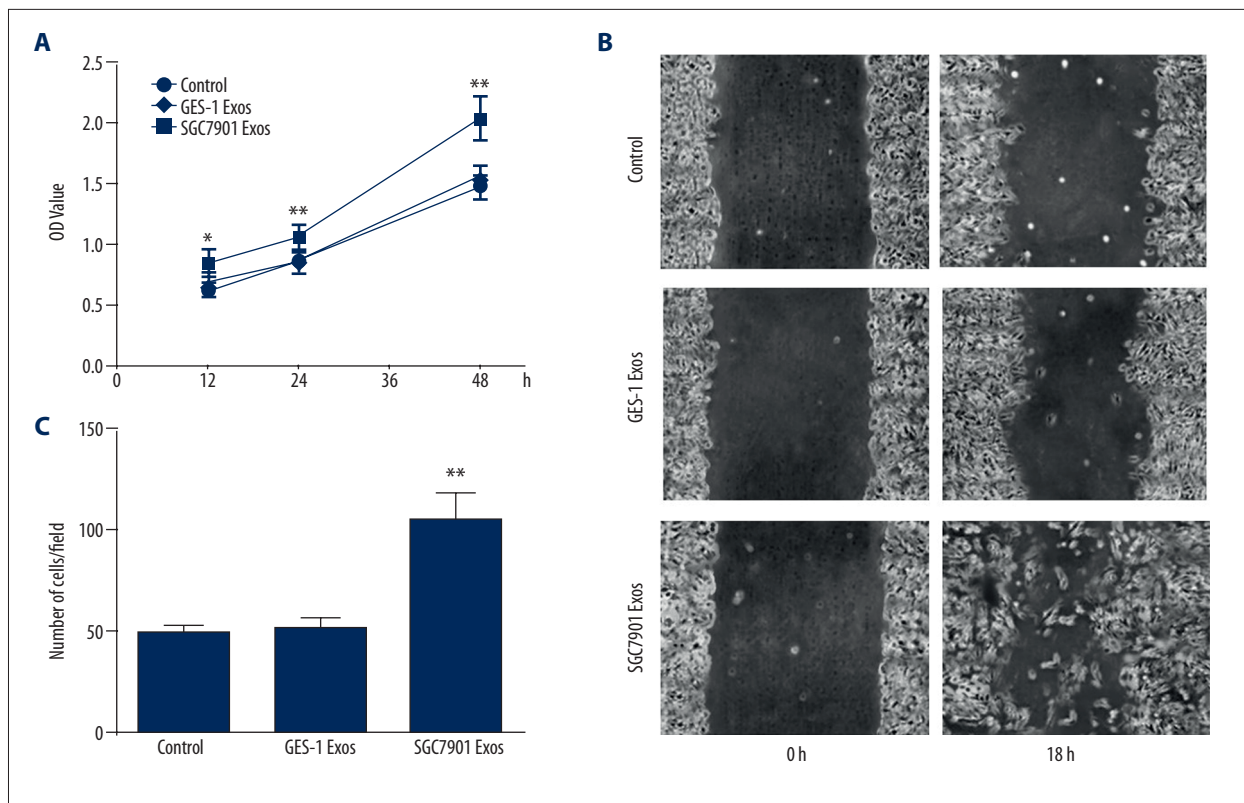 A
2.5
2.0
1.5
1.0
0.5
0.0
OD Value
Control
GES-1 Exos
SGC7901 Exos
*
**
**
0
12
24
36
48
h
B
Control
GES-1 Exos
SGC7901 Exos
0 h
18 h
C
150
100
50
0
Number of cells/field
**
Control
GES-1 Exos
SGC7901 Exos